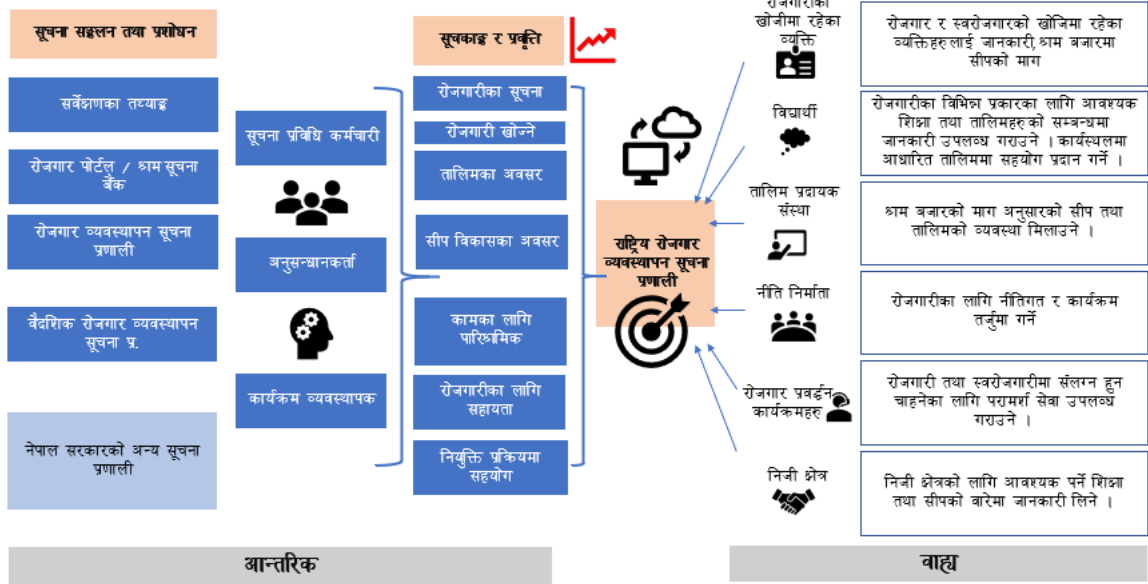 सूचना सङ्कलन तथा प्रशोधन
सर्वेक्षणका तथ्याङ्क
रोजगार पोर्टल / श्रम सूचना
बैंक
रोजगार व्यवस्थापन सूचना
प्रणाली
वैदेशिक रोजगार व्यवस्थापन
सूचना प्र.
नेपाल सरकारको अन्य सूचना
प्रणाली
सूचना प्रविधि कर्मचारी
अनुसन्धानकर्ता
कार्यक्रम व्यवस्थापक
सूचकाङ्क र प्रवृत्ति
रोजगारीका सूचना
रोजगारी खोज्ने
तालिमका अवसर
सीप विकासका अवसर
कामका लागि
पारिश्रामिक
रोजगारीका लागि
सहायता
नियुक्ति प्रक्रियमा
सहयोग
राष्ट्रिय रोजगार
व्यवस्थापन सूचना
प्रणाली
रोजगारीको
खोजीमा रहेका
व्यक्ति
विद्यार्थी
तालिम प्रदायक
संस्था
नीति निर्माता
रोजगार प्रवर्द्धन
कार्यक्रमहरु
निजी क्षेत्र
रोजगार र स्वरोजगारको खोजिमा रहेका
व्यक्तिहरुलाई जानकारी,श्रम बजारमा
सीपको माग
रोजगारीका विभिन्न प्रकारका लागि आवश्यक
शिक्षा तथा तालिमहरुको सम्बन्धमा
जानकारी उपलब्ध गराउने । कार्यस्थलमा
आधारित तालिममा सहयोग प्रदान गर्ने ।
श्रम बजारको माग अनुसारको सीप तथा
तालिमको व्यवस्था मिलाउने ।
रोजगारीका लागि नीतिगत र कार्यक्रम
तर्जुमा गर्ने
रोजगारी तथा स्वरोजगारीमा संलग्न हुन
चाहनेका लागि परामर्श सेवा उपलब्ध
गराउने ।
निजी क्षेत्रको लागि आवश्यक पर्ने शिक्षा
तथा सीपको वारेमा जानकारी लिने ।
आन्तरिक
वाह्य